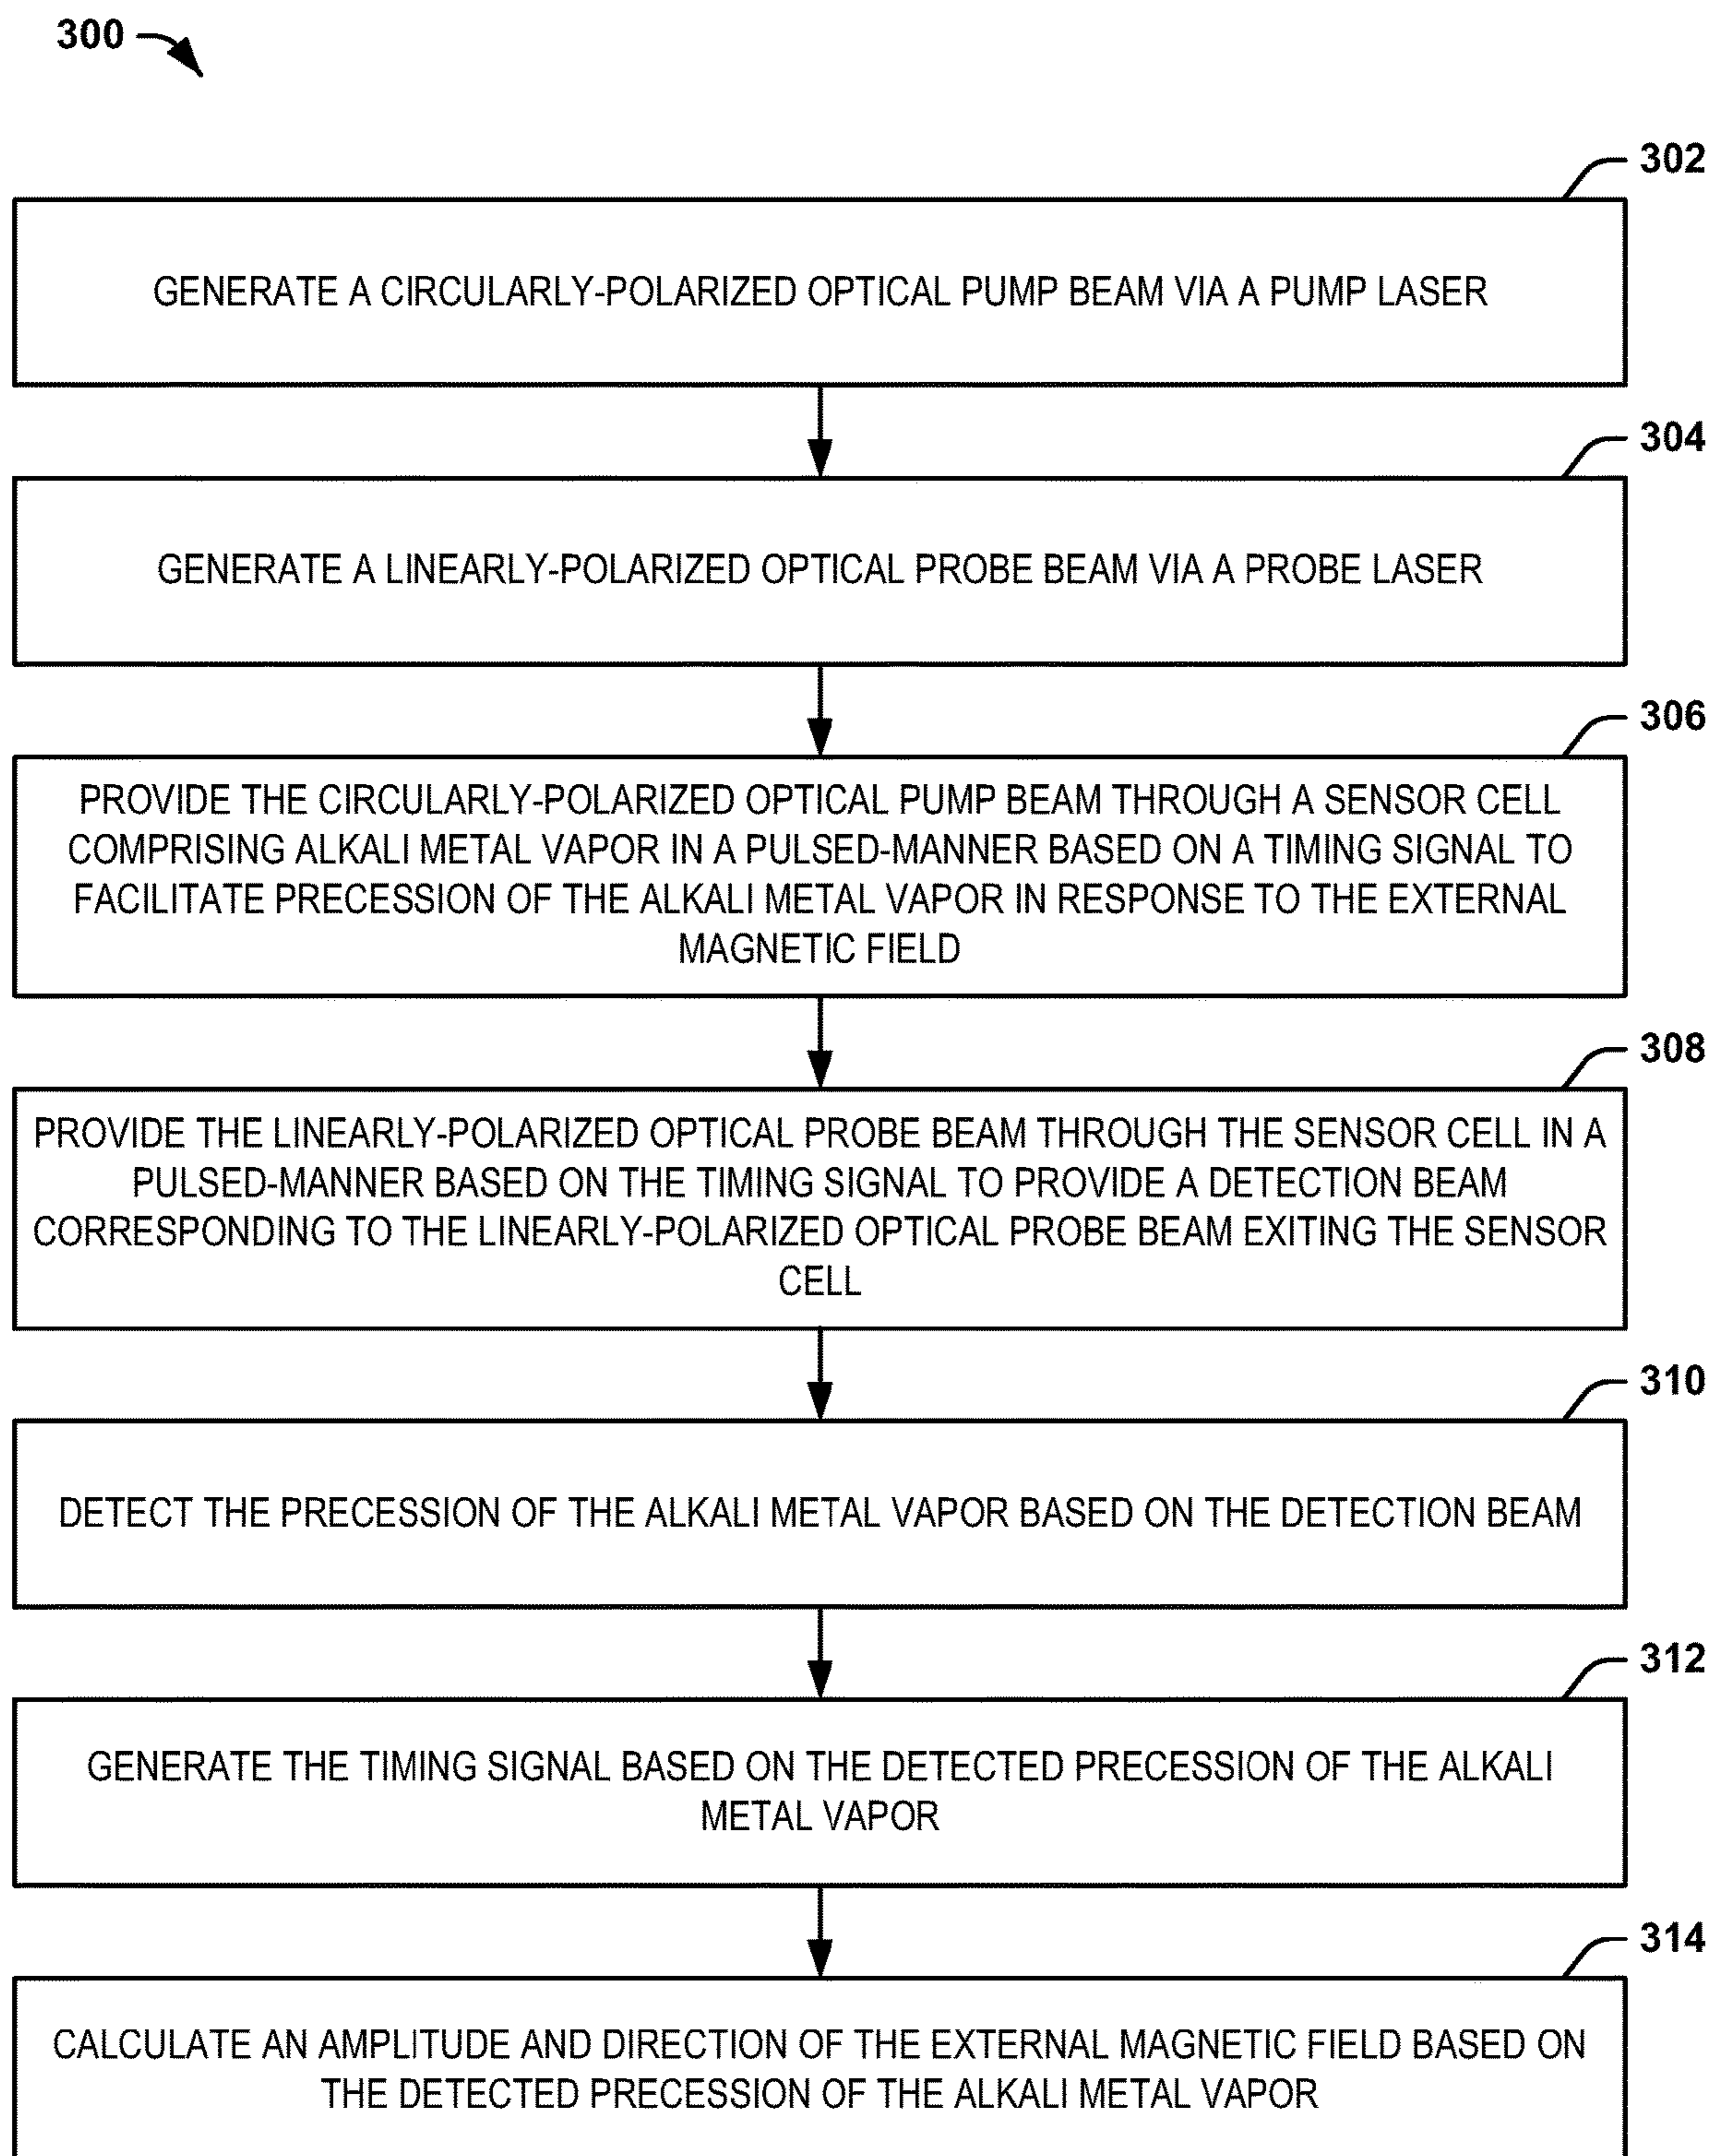 300
302
GENERATE A CIRCULARLY-POLARIZED OPTICAL PUMP BEAM VIA A PUMP LASER
304
GENERATE A LINEARLY-POLARIZED OPTICAL PROBE BEAM VIA A PROBE LASER
306
PROVIDE THE CIRCULARLY-POLARIZED OPTICAL PUMP BEAM THROUGH A SENSOR CELL
COMPRISING ALKALI METAL VAPOR IN A PULSED-MANNER BASED ON A TIMING SIGNAL TO
FACILITATE PRECESSION OF THE ALKALI METAL VAPOR IN RESPONSE TO THE EXTERNAL
MAGNETIC FIELD
308
PROVIDE THE LINEARLY-POLARIZED OPTICAL PROBE BEAM THROUGH THE SENSOR CELL IN A
PULSED-MANNER BASED ON THE TIMING SIGNAL TO PROVIDE A DETECTION BEAM
CORRESPONDING TO THE LINEARLY-POLARIZED OPTICAL PROBE BEAM EXITING THE SENSOR
CELL
310
DETECT THE PRECESSION OF THE ALKALI METAL VAPOR BASED ON THE DETECTION BEAM
312
GENERATE THE TIMING SIGNAL BASED ON THE DETECTED PRECESSION OF THE ALKALI
METAL VAPOR
314
CALCULATE AN AMPLITUDE AND DIRECTION OF THE EXTERNAL MAGNETIC FIELD BASED ON
THE DETECTED PRECESSION OF THE ALKALI METAL VAPOR